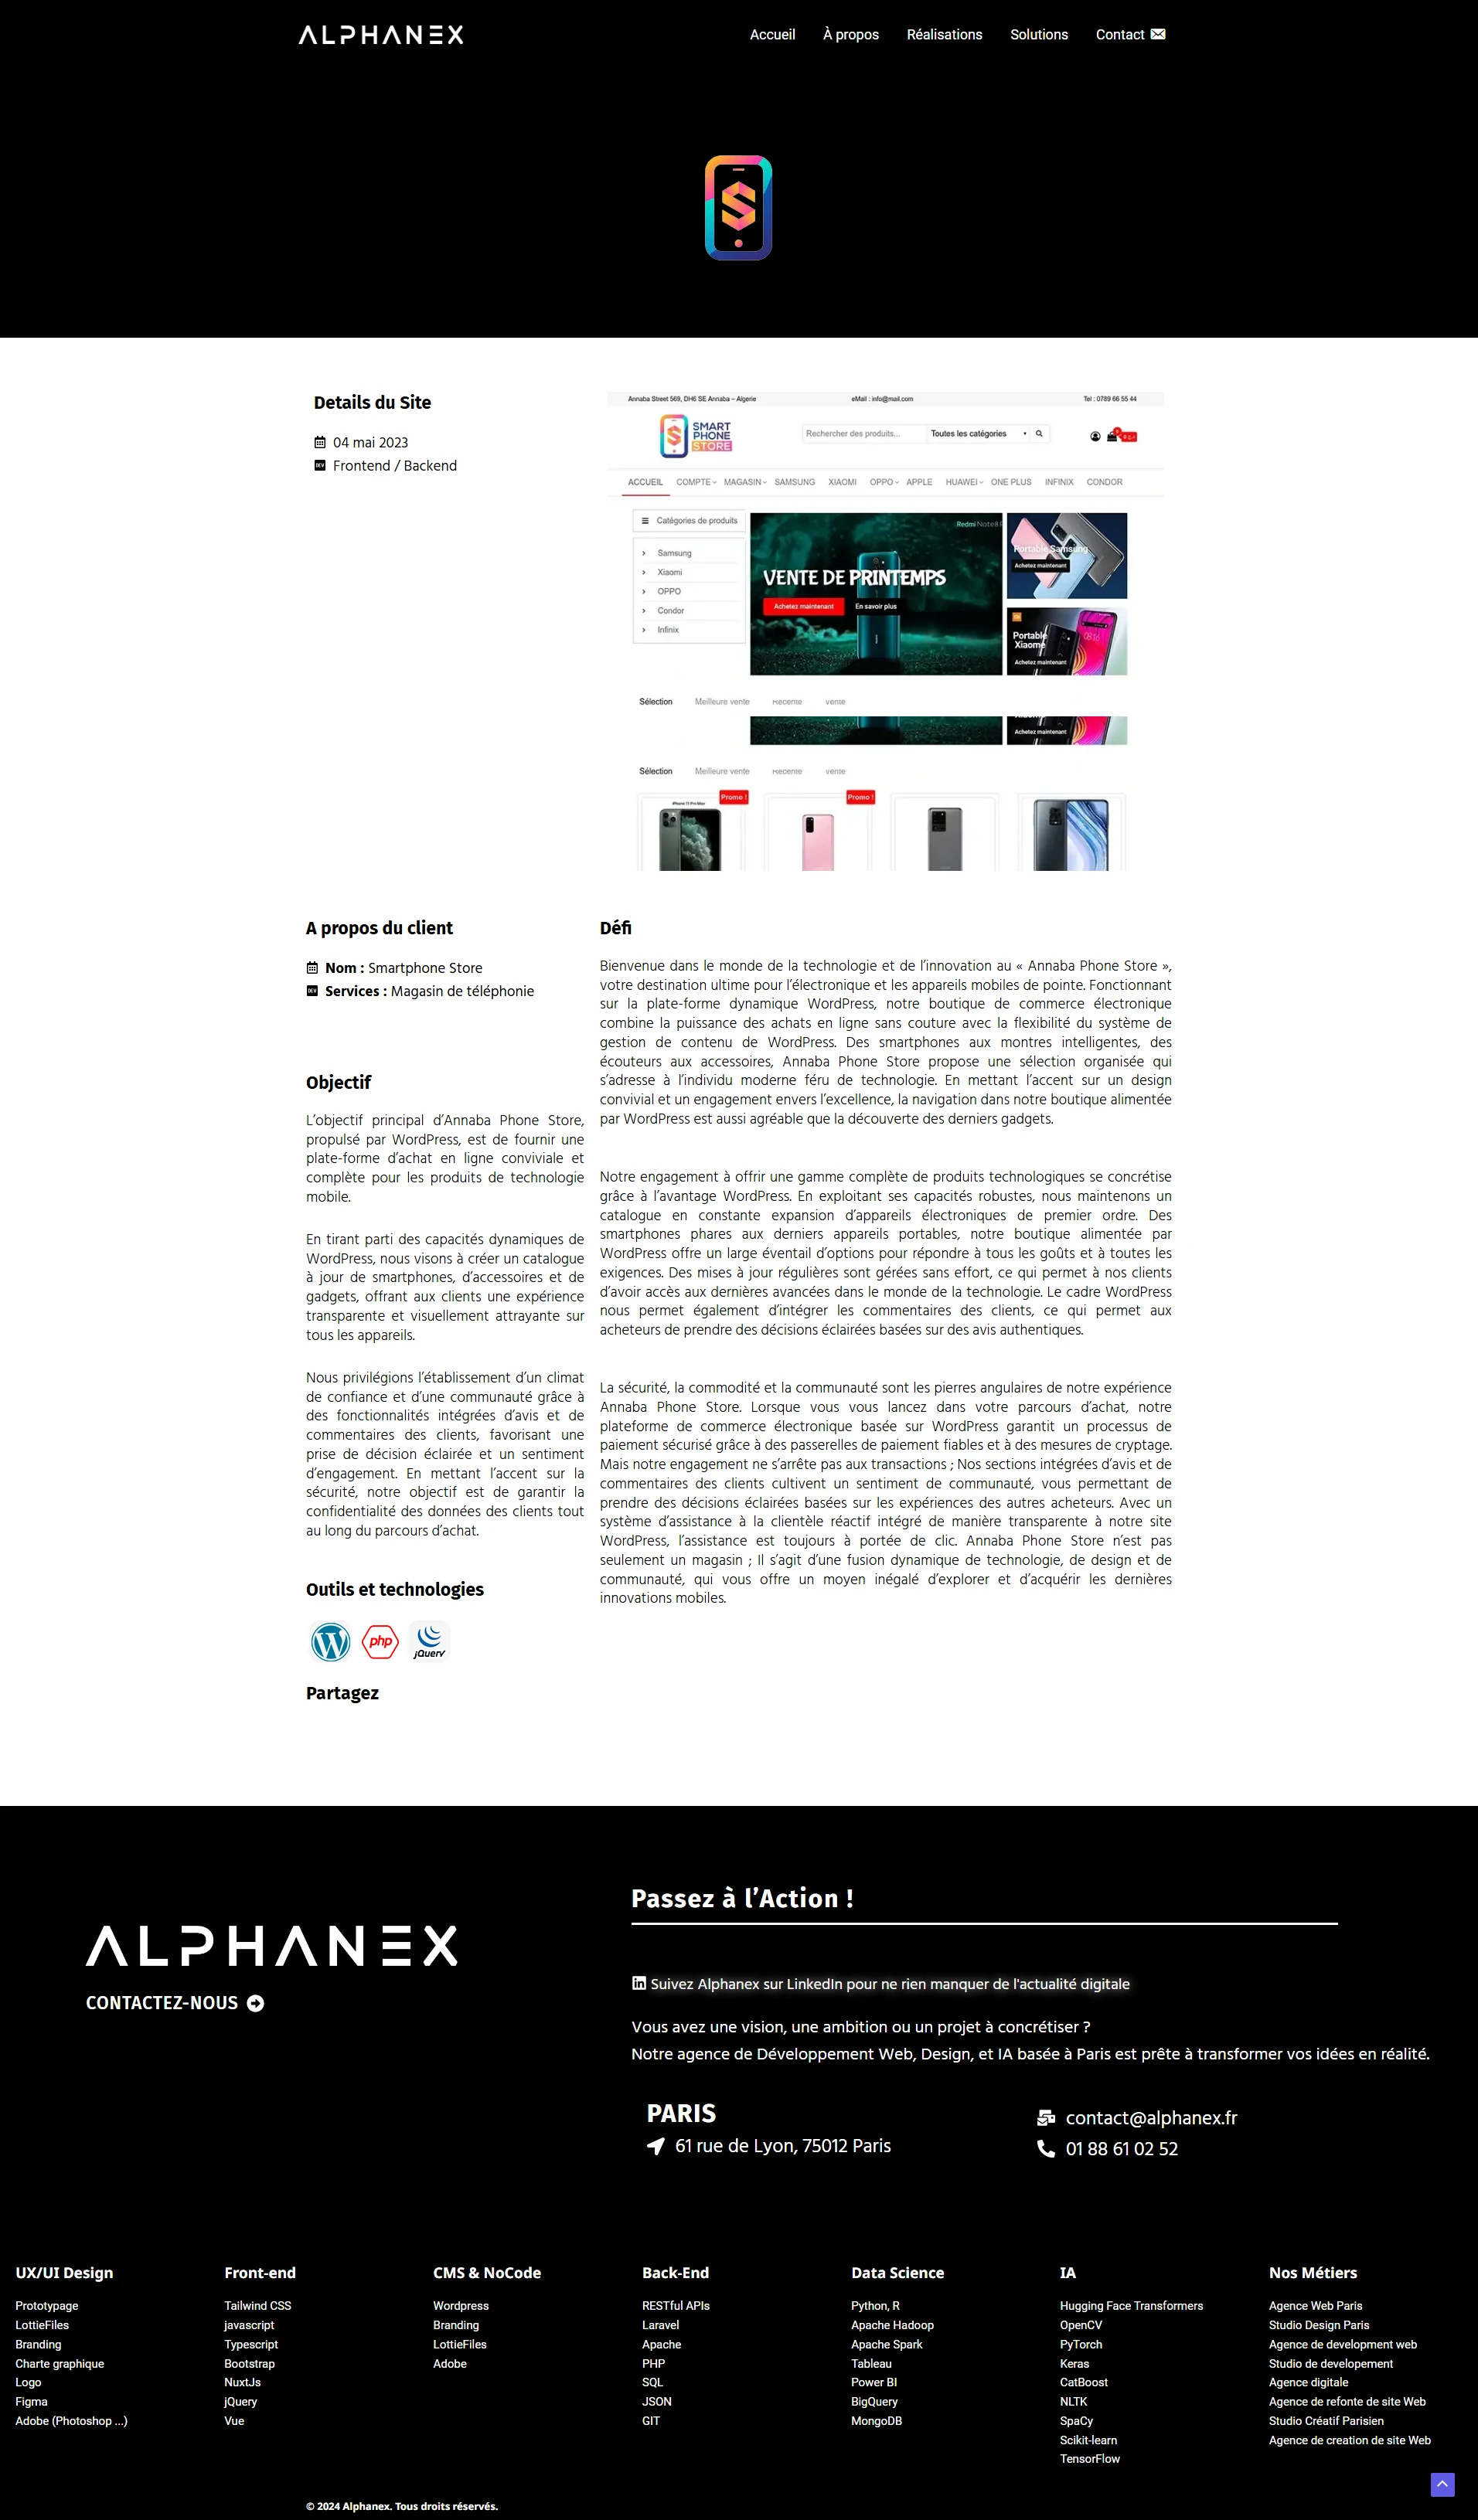 ALPHANEX
Accueil À propos Réalisations Solutions Contact
Details du Site
04 mai 2023
Frontend / Backend
Annaba Street 569, DH6 SE Annaba – Algerie eMail : info@mail.com Tel : 0789 66 55 44
SMART
PHONE
STORE
Rechercher des produits... Toutes les catégories
ACCUEIL COMPTE MAGASIN SAMSUNG XIAOMI OPPO APPLE HUAWEI ONE PLUS INFINIX CONDOR
Catégories de produits
Samsung
Xiaomi
OPPO
Condor
Infinix
Redmi Note8
VENTE DE PRINTEMPS
Achetez maintenant En savoir plus
Portable Samsung
Achetez maintenant
Portable
Xiaome
Achetez maintenant
Sélection Meilleure vente Récente vente
Achetez maintenant
Sélection Meilleure vente Récente vente
Promo !
iPhone 11 Pro Max
Promo !
A propos du client
Nom : Smartphone Store
Services : Magasin de téléphonie
Objectif
L’objectif principal d’Annaba Phone Store,
propulsé par WordPress, est de fournir une
plate-forme d’achat en ligne conviviale et
complète pour les produits de technologie
mobile.
En tirant parti des capacités dynamiques de
WordPress, nous visons à créer un catalogue
à jour de smartphones, d’accessoires et de
gadgets, offrant aux clients une expérience
transparente et visuellement attrayante sur
tous les appareils.
Nous privilégions l’établissement d’un climat
de confiance et d’une communauté grâce à
des fonctionnalités intégrées d’avis et de
commentaires des clients, favorisant une
prise de décision éclairée et un sentiment
d’engagement. En mettant l’accent sur la
sécurité, notre objectif est de garantir la
confidentialité des données des clients tout
au long du parcours d’achat.
Outils et technologies
php
jQuery
Partagez
Défi
Bienvenue dans le monde de la technologie et de l’innovation au « Annaba Phone Store »,
votre destination ultime pour l’électronique et les appareils mobiles de pointe. Fonctionnant
sur la plate-forme dynamique WordPress, notre boutique de commerce électronique
combine la puissance des achats en ligne sans couture avec la flexibilité du système de
gestion de contenu de WordPress. Des smartphones aux montres intelligentes, des
écouteurs aux accessoires, Annaba Phone Store propose une sélection organisée qui
s’adresse à l’individu moderne féru de technologie. En mettant l’accent sur un design
convivial et un engagement envers l’excellence, la navigation dans notre boutique alimentée
par WordPress est aussi agréable que la découverte des derniers gadgets.
Notre engagement à offrir une gamme complète de produits technologiques se concrétise
grâce à l’avantage WordPress. En exploitant ses capacités robustes, nous maintenons un
catalogue en constante expansion d’appareils électroniques de premier ordre. Des
smartphones phares aux derniers appareils portables, notre boutique alimentée par
WordPress offre un large éventail d’options pour répondre à tous les goûts et à toutes les
exigences. Des mises à jour régulières sont gérées sans effort, ce qui permet à nos clients
d’avoir accès aux dernières avancées dans le monde de la technologie. Le cadre WordPress
nous permet également d’intégrer les commentaires des clients, ce qui permet aux
acheteurs de prendre des décisions éclairées basées sur des avis authentiques.
La sécurité, la commodité et la communauté sont les pierres angulaires de notre expérience
Annaba Phone Store. Lorsque vous vous lancez dans votre parcours d’achat, notre
plateforme de commerce électronique basée sur WordPress garantit un processus de
paiement sécurisé grâce à des passerelles de paiement fiables et à des mesures de cryptage.
Mais notre engagement ne s’arrête pas aux transactions ; Nos sections intégrées d’avis et de
commentaires des clients cultivent un sentiment de communauté, vous permettant de
prendre des décisions éclairées basées sur les expériences des autres acheteurs. Avec un
système d’assistance à la clientèle réactif intégré de manière transparente à notre site
WordPress, l’assistance est toujours à portée de clic. Annaba Phone Store n’est pas
seulement un magasin ; Il s’agit d’une fusion dynamique de technologie, de design et de
communauté, qui vous offre un moyen inégalé d’explorer et d’acquérir les dernières
innovations mobiles.
ALPHANEX
CONTACTEZ-NOUS
Passez à l’Action !
Suivez Alphanex sur LinkedIn pour ne rien manquer de l'actualité digitale
Vous avez une vision, une ambition ou un projet à concrétiser ?
Notre agence de Développement Web, Design, et IA basée à Paris est prête à transformer vos idées en réalité.
PARIS
61 rue de Lyon, 75012 Paris
contact@alphanex.fr
01 88 61 02 52
UX/UI Design
Prototypage
LottieFiles
Branding
Charte graphique
Logo
Figma
Adobe (Photoshop ...)
Front-end
Tailwind CSS
javascript
Typescript
Bootstrap
NuxtJs
jQuery
Vue
CMS & NoCode
Wordpress
Branding
LottieFiles
Adobe
Back-End
RESTful APIs
Laravel
Apache
PHP
SQL
JSON
GIT
Data Science
Python, R
Apache Hadoop
Apache Spark
Tableau
Power BI
BigQuery
MongoDB
IA
Hugging Face Transformers
OpenCV
PyTorch
Keras
CatBoost
NLTK
SpaCy
Scikit-learn
TensorFlow
Nos Métiers
Agence Web Paris
Studio Design Paris
Agence de development web
Studio de developement
Agence digitale
Agence de refonte de site Web
Studio Créatif Parisien
Agence de creation de site Web
© 2024 Alphanex. Tous droits réservés.